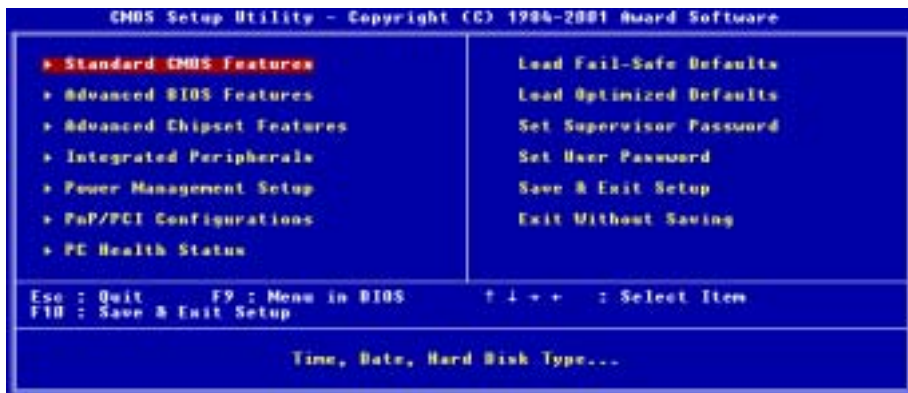 CMOS Setup Utility - Copyright (C) 1984-2001 Award Software
▸ Standard CMOS Features
▸ Advanced BIOS Features
▸ Advanced Chipset Features
▸ Integrated Peripherals
▸ Power Management Setup
▸ PnP/PCI Configurations
▸ PC Health Status
Load Fail-Safe Defaults
Load Optimized Defaults
Set Supervisor Password
Set User Password
Save & Exit Setup
Exit Without Saving
Esc : Quit F9 : Menu in BIOS ↑ ↓ → ← : Select Item
F10 : Save & Exit Setup
Time, Date, Hard Disk Type...